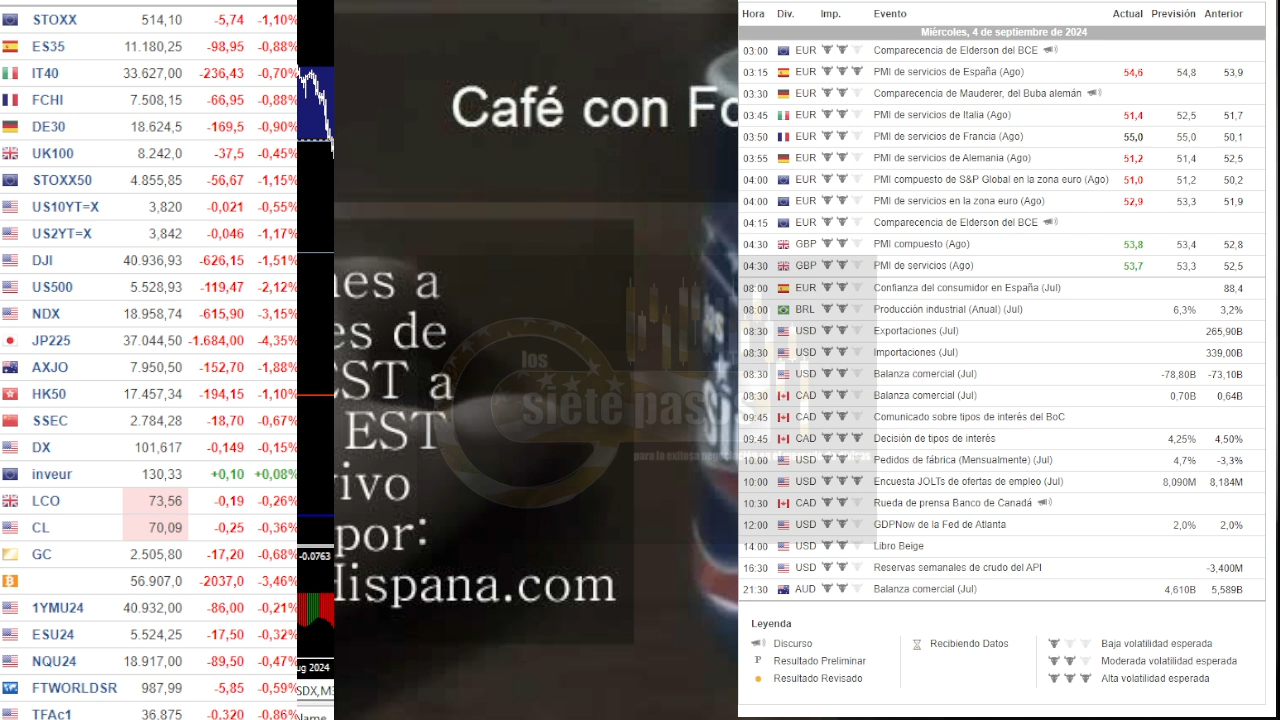 STOXX 514,10 -5,74 -1,10%
ES35 11.180,25 -98,95 -0,88%
IT40 33.627,00 -236,43 -0,70%
FCHI 7.508,15 -66,95 -0,88%
DE30 18.624,5 -169,5 -0,90%
UK100 8.242,0 -37,5 -0,45%
STOXX50 4.855,85 -56,67 -1,15%
US10YT=X 3,820 -0,021 -0,55%
US2YT=X 3,842 -0,046 -1,17%
DJI 40.936,93 -626,15 -1,51%
US500 5.528,93 -119,47 -2,12%
NDX 18.958,74 -615,90 -3,15%
JP225 37.044,50 -1.684,00 -4,35%
AXJO 7.950,50 -152,70 -1,88%
HK50 17.457,34 -194,15 -1,10%
SSEC 2.784,28 -18,70 -0,67%
DX 101,617 -0,149 -0,15%
inveur 130,33 +0,10 +0,08%
LCO 73,56 -0,19 -0,26%
CL 70,09 -0,25 -0,36%
GC 2.505,80 -17,20 -0,68%
56.907,0 -2037,0 -3,46%
1YMU24 40.932,00 -86,00 -0,21%
ESU24 5.524,25 -17,50 -0,32%
NQU24 18.917,00 -89,50 -0,47%
FTWORLDSR 987,99 -5,85 -0,59%
TFAc1 36.875 -0.320 -0,86%
-0.0763
ug 2024
SDX,M
Name
Café con Fo
nes a
es de
EST a
EST
vivo
por:
Hispana.com
los
siete pasos
Hora Div. Imp. Evento Actual Previsión Anterior
Miércoles, 4 de septiembre de 2024
03:00 EUR Comparecencia de Elderson del BCE
03:15 EUR PMI de servicios de España (Ago) 54,6 54,8 53,9
03:30 EUR Comparecencia de Mauderer, del Buba alemán
03:45 EUR PMI de servicios de Italia (Ago) 51,4 52,5 51,7
03:50 EUR PMI de servicios de Francia (Ago) 55,0 55,0 50,1
03:55 EUR PMI de servicios de Alemania (Ago) 51,2 51,4 52,5
04:00 EUR PMI compuesto de S&P Global en la zona euro (Ago) 51,0 51,2 50,2
04:00 EUR PMI de servicios en la zona euro (Ago) 52,9 53,3 51,9
04:15 EUR Comparecencia de Elderson del BCE
04:30 GBP PMI compuesto (Ago) 53,8 53,4 52,8
04:30 GBP PMI de servicios (Ago) 53,7 53,3 52,5
08:00 EUR Confianza del consumidor en España (Jul) 88,4
08:00 BRL Producción industrial (Anual) (Jul) 6,3% 3,2%
08:30 USD Exportaciones (Jul) 265,90B
08:30 USD Importaciones (Jul) 339,00B
08:30 USD Balanza comercial (Jul) -78,80B -73,10B
08:30 CAD Balanza comercial (Jul) 0,70B 0,64B
09:45 CAD Comunicado sobre tipos de interés del BoC
09:45 CAD Decisión de tipos de interés 4,25% 4,50%
10:00 USD Pedidos de fábrica (Mensualmente) (Jul) 4,7% -3,3%
10:00 USD Encuesta JOLTs de ofertas de empleo (Jul) 8,090M 8,184M
10:30 CAD Rueda de prensa Banco de Canadá
12:00 USD GDPNow de la Fed de Atlanta 2,0% 2,0%
14:00 USD Libro Beige
16:30 USD Reservas semanales de crudo del API -3,400M
21:30 AUD Balanza comercial (Jul) 4,610B 5,589B
Leyenda
Discurso Recibiendo Datos Baja volatilidad esperada
P Resultado Preliminar Moderada volatilidad esperada
Resultado Revisado Alta volatilidad esperada